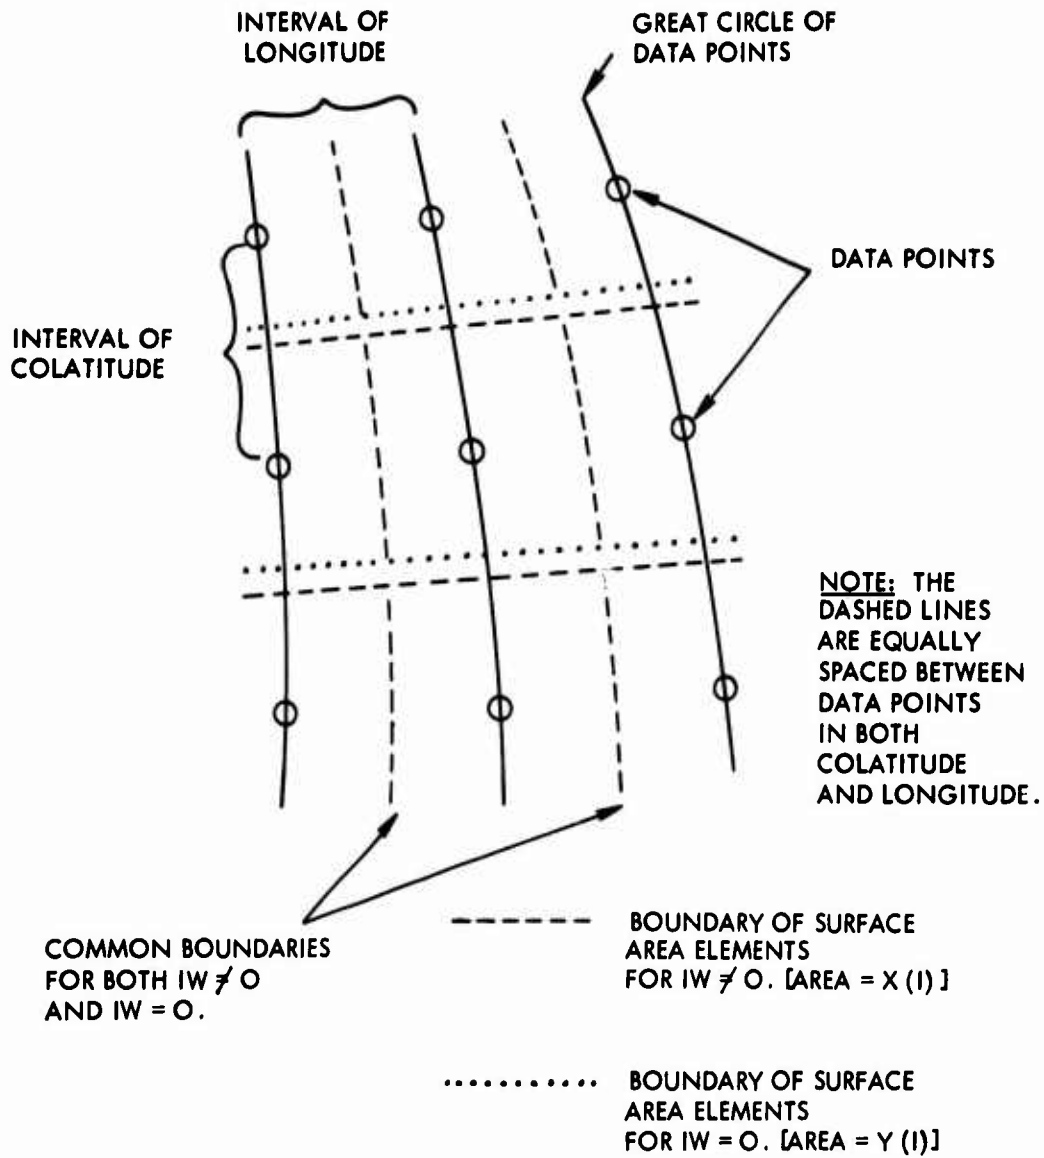 INTERVAL OF
LONGITUDE
GREAT CIRCLE OF
DATA POINTS
DATA POINTS
INTERVAL OF
COLATITUDE
NOTE: THE
DASHED LINES
ARE EQUALLY
SPACED BETWEEN
DATA POINTS
IN BOTH
COLATITUDE
AND LONGITUDE.
COMMON BOUNDARIES
FOR BOTH IW ≠ O
AND IW = O.
BOUNDARY OF SURFACE
AREA ELEMENTS
FOR IW ≠ O. [AREA = X (I)]
BOUNDARY OF SURFACE
AREA ELEMENTS
FOR IW = O. [AREA = Y (I)]